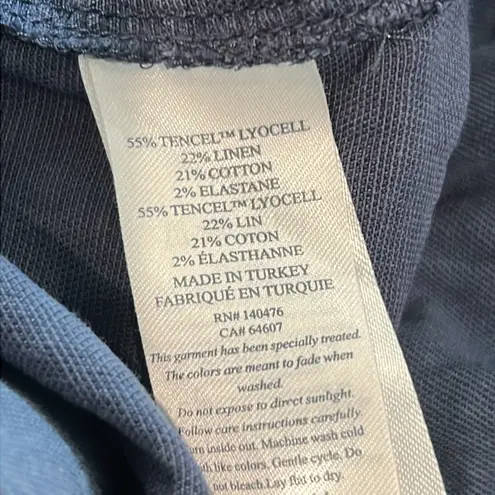 55% TENCEL™ LYOCELL
22% LINEN
21% COTTON
2% ELASTANE
55% TENCEL™ LYOCELL
22% LIN
21% COTON
2% ÉLASTHANNE
MADE IN TURKEY
FABRIQUÉ EN TURQUIE
RN# 140476
CA# 64607
This garment has been specially treated.
The colors are meant to fade when
washed.
Do not expose to direct sunlight.
Follow care instructions carefully.
inside out. Machine wash cold
like colors. Gentle cycle. Do
not bleach. Lay flat to dry.